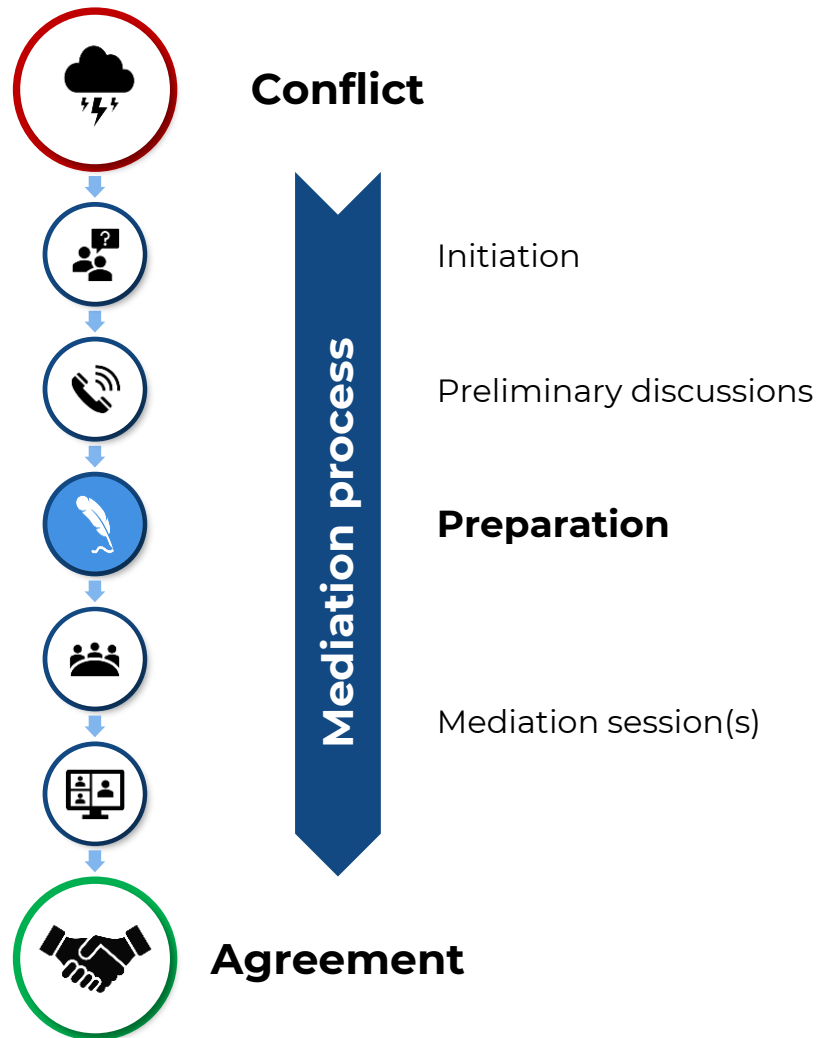 Conflict
?
Initiation
Preliminary discussions
Mediation process
Preparation
Mediation session(s)
Agreement